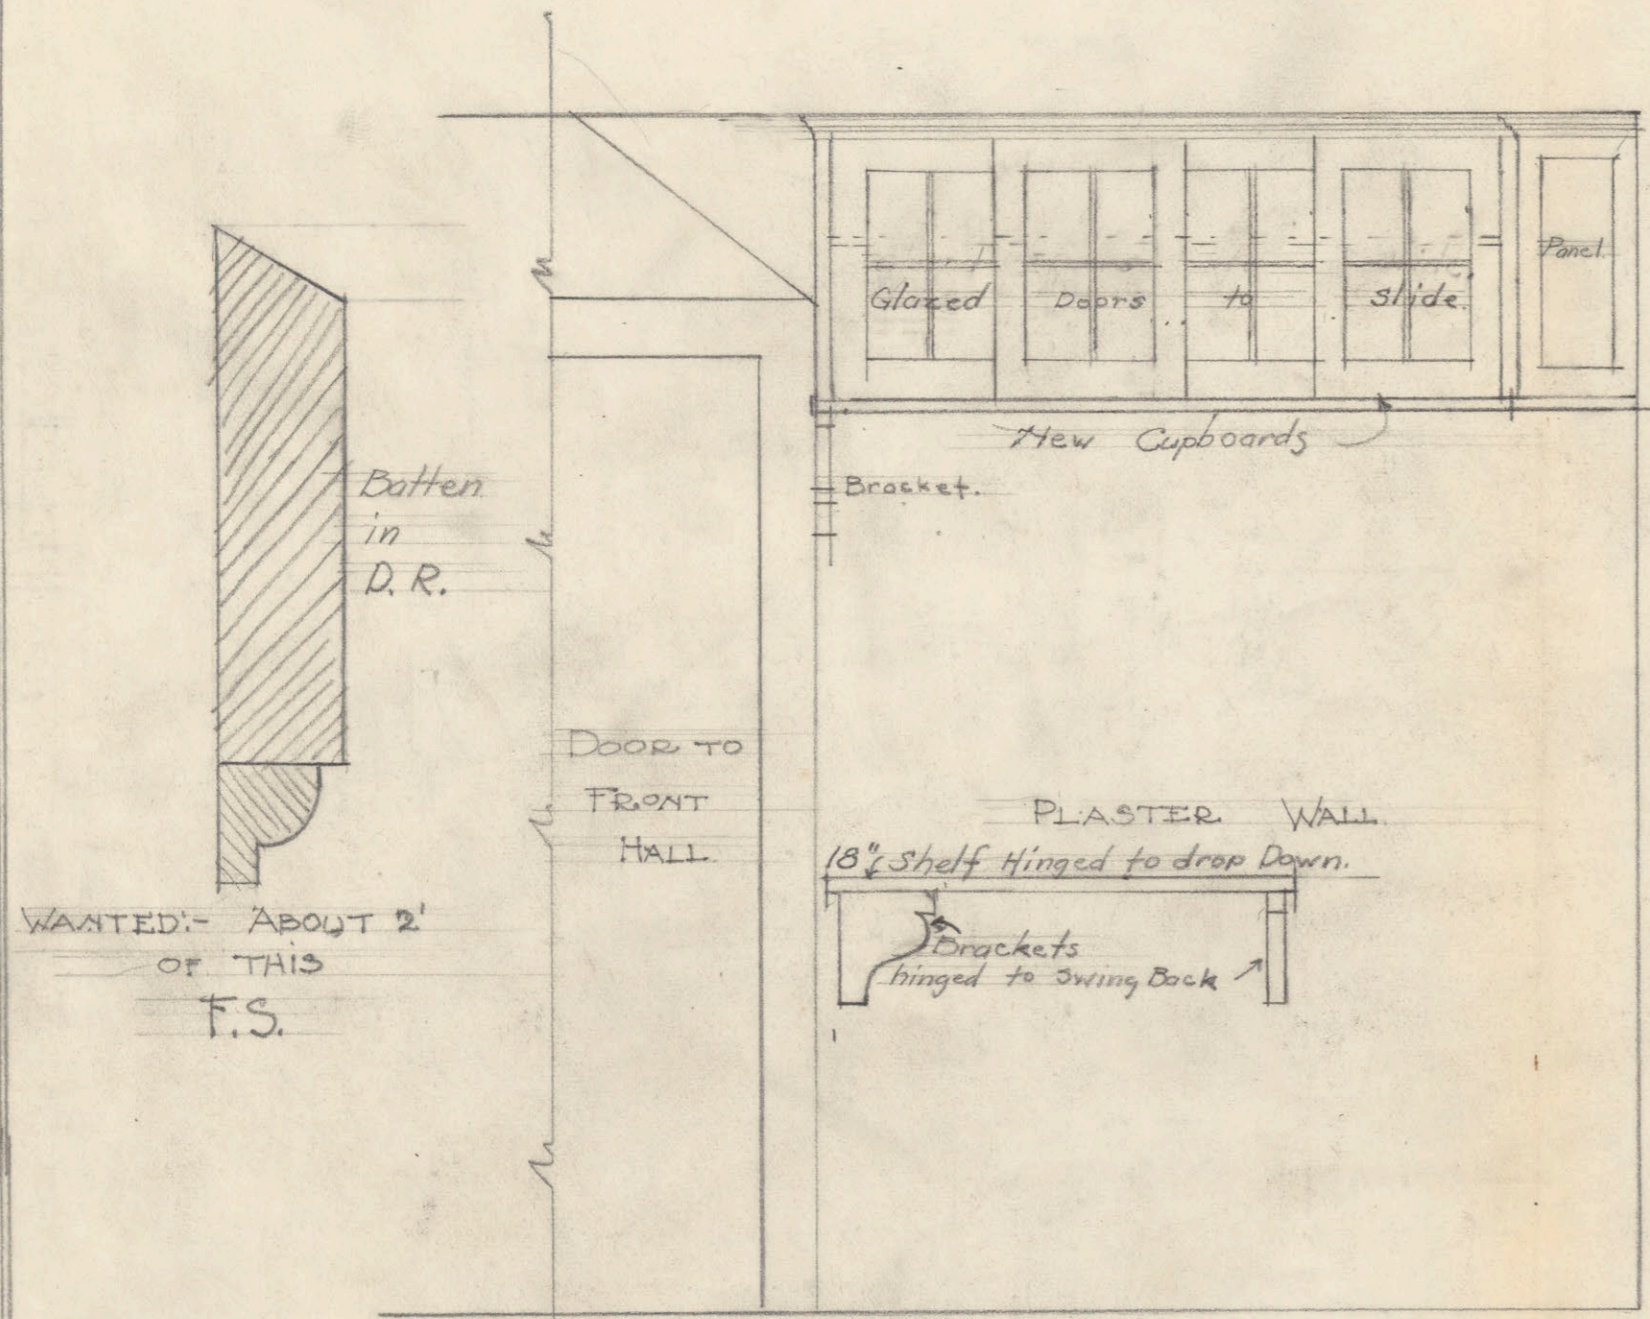 Glazed Doors to Slide.
Panel
New Cupboards
Bracket.
Batten
in
D. R.
DOOR TO
FRONT
HALL
PLASTER WALL
18" Shelf Hinged to drop Down.
Brackets
hinged to Swing Back
WANTED:- ABOUT 2'
OF THIS
F.S.